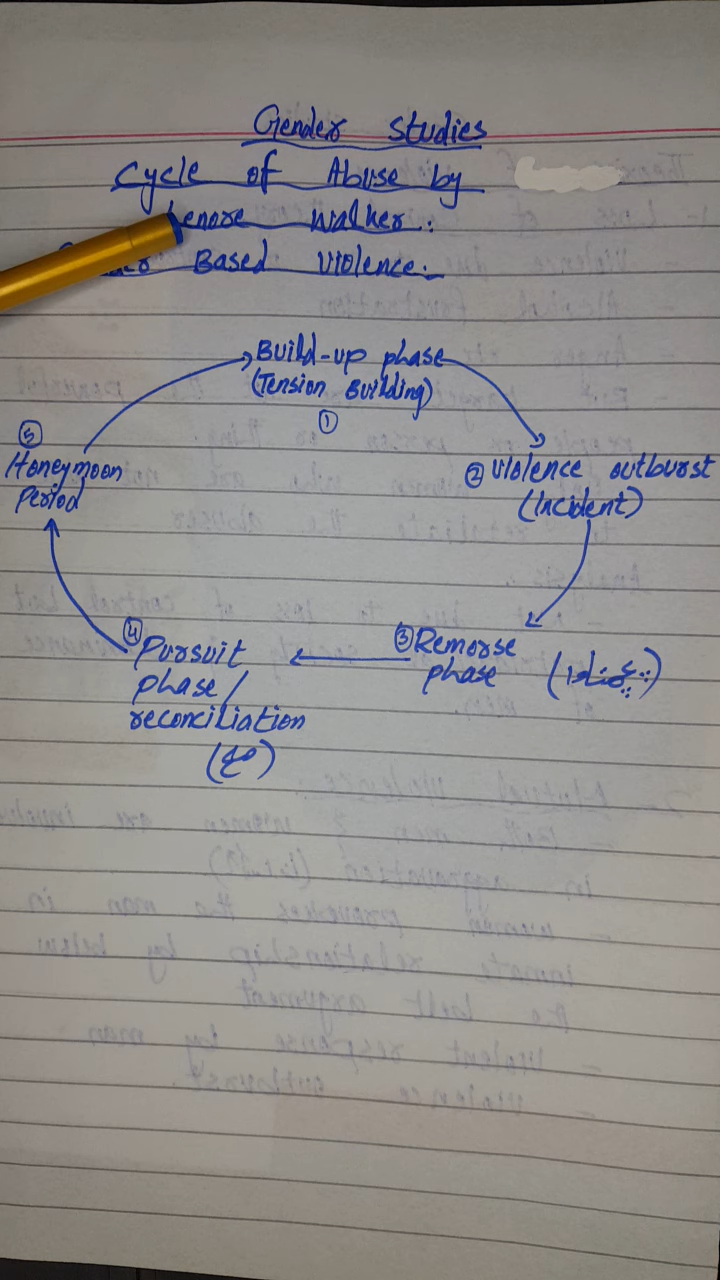 Gender studies
Cycle of Abuse by
Lenore Walker:
Based Violence:
Build-up phase
(Tension Building)
①
⑤
Honeymoon
Period
② Violence outburst
(Incident)
③ Remorse
phase
④
Pursuit
phase/
reconciliation
(صلح)